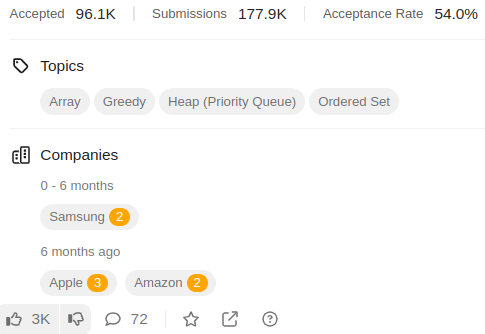 Accepted 96.1K Submissions 177.9K Acceptance Rate 54.0%
Topics
Array Greedy Heap (Priority Queue) Ordered Set
Companies
0 - 6 months
Samsung 2
6 months ago
Apple 3 Amazon 2
3K 72